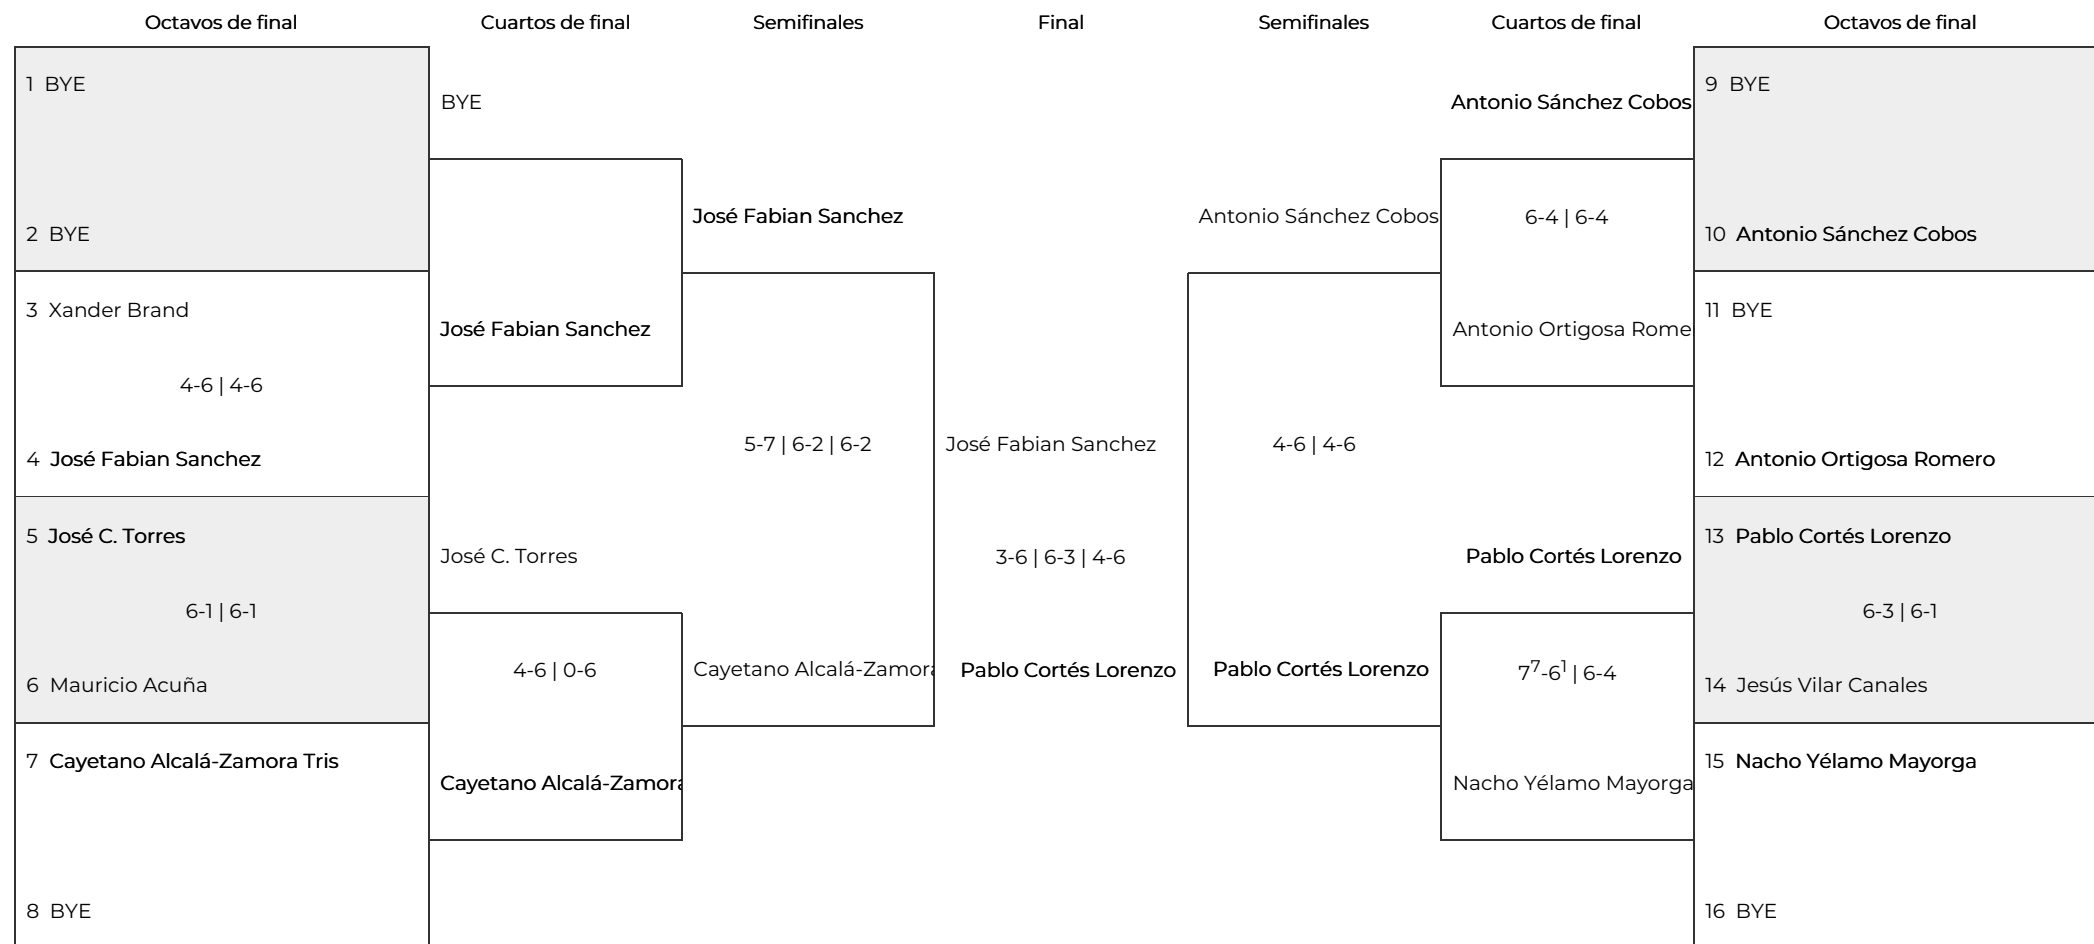 Octavos de final
Cuartos de final
Semifinales
Final
Semifinales
Cuartos de final
Octavos de final
1 BYE
2 BYE
3 Xander Brand
4-6 | 4-6
4 José Fabian Sanchez
5 José C. Torres
6-1 | 6-1
6 Mauricio Acuña
7 Cayetano Alcalá-Zamora Tris
8 BYE
BYE
José Fabian Sanchez
José C. Torres
4-6 | 0-6
Cayetano Alcalá-Zamora
José Fabian Sanchez
5-7 | 6-2 | 6-2
Cayetano Alcalá-Zamora
José Fabian Sanchez
3-6 | 6-3 | 4-6
Pablo Cortés Lorenzo
Antonio Sánchez Cobos
4-6 | 4-6
Pablo Cortés Lorenzo
Antonio Sánchez Cobos
6-4 | 6-4
Antonio Ortigosa Rome
Pablo Cortés Lorenzo
7⁷-6¹ | 6-4
Nacho Yélamo Mayorga
9 BYE
10 Antonio Sánchez Cobos
11 BYE
12 Antonio Ortigosa Romero
13 Pablo Cortés Lorenzo
6-3 | 6-1
14 Jesús Vilar Canales
15 Nacho Yélamo Mayorga
16 BYE